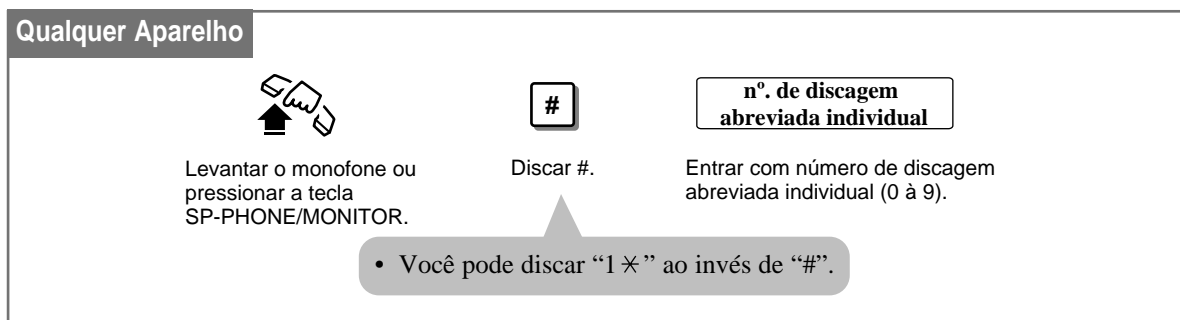 Qualquer Aparelho
#
nº. de discagem
abreviada individual
Levantar o monofone ou
pressionar a tecla
SP-PHONE/MONITOR.
Discar #.
Entrar com número de discagem
abreviada individual (0 à 9).
• Você pode discar “1✳” ao invés de “#”.